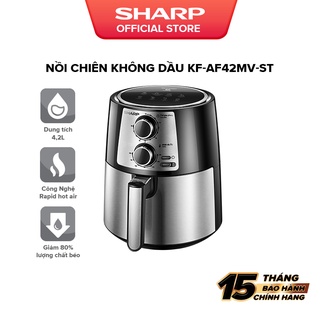 SHARP
OFFICIAL STORE
NỒI CHIÊN KHÔNG DẦU KF-AF42MV-ST
Dung tích
4,2L
Công Nghệ
Rapid hot air
Giảm 80%
lượng chất béo
SHARP
15 THÁNG
BẢO HÀNH
CHÍNH HÃNG